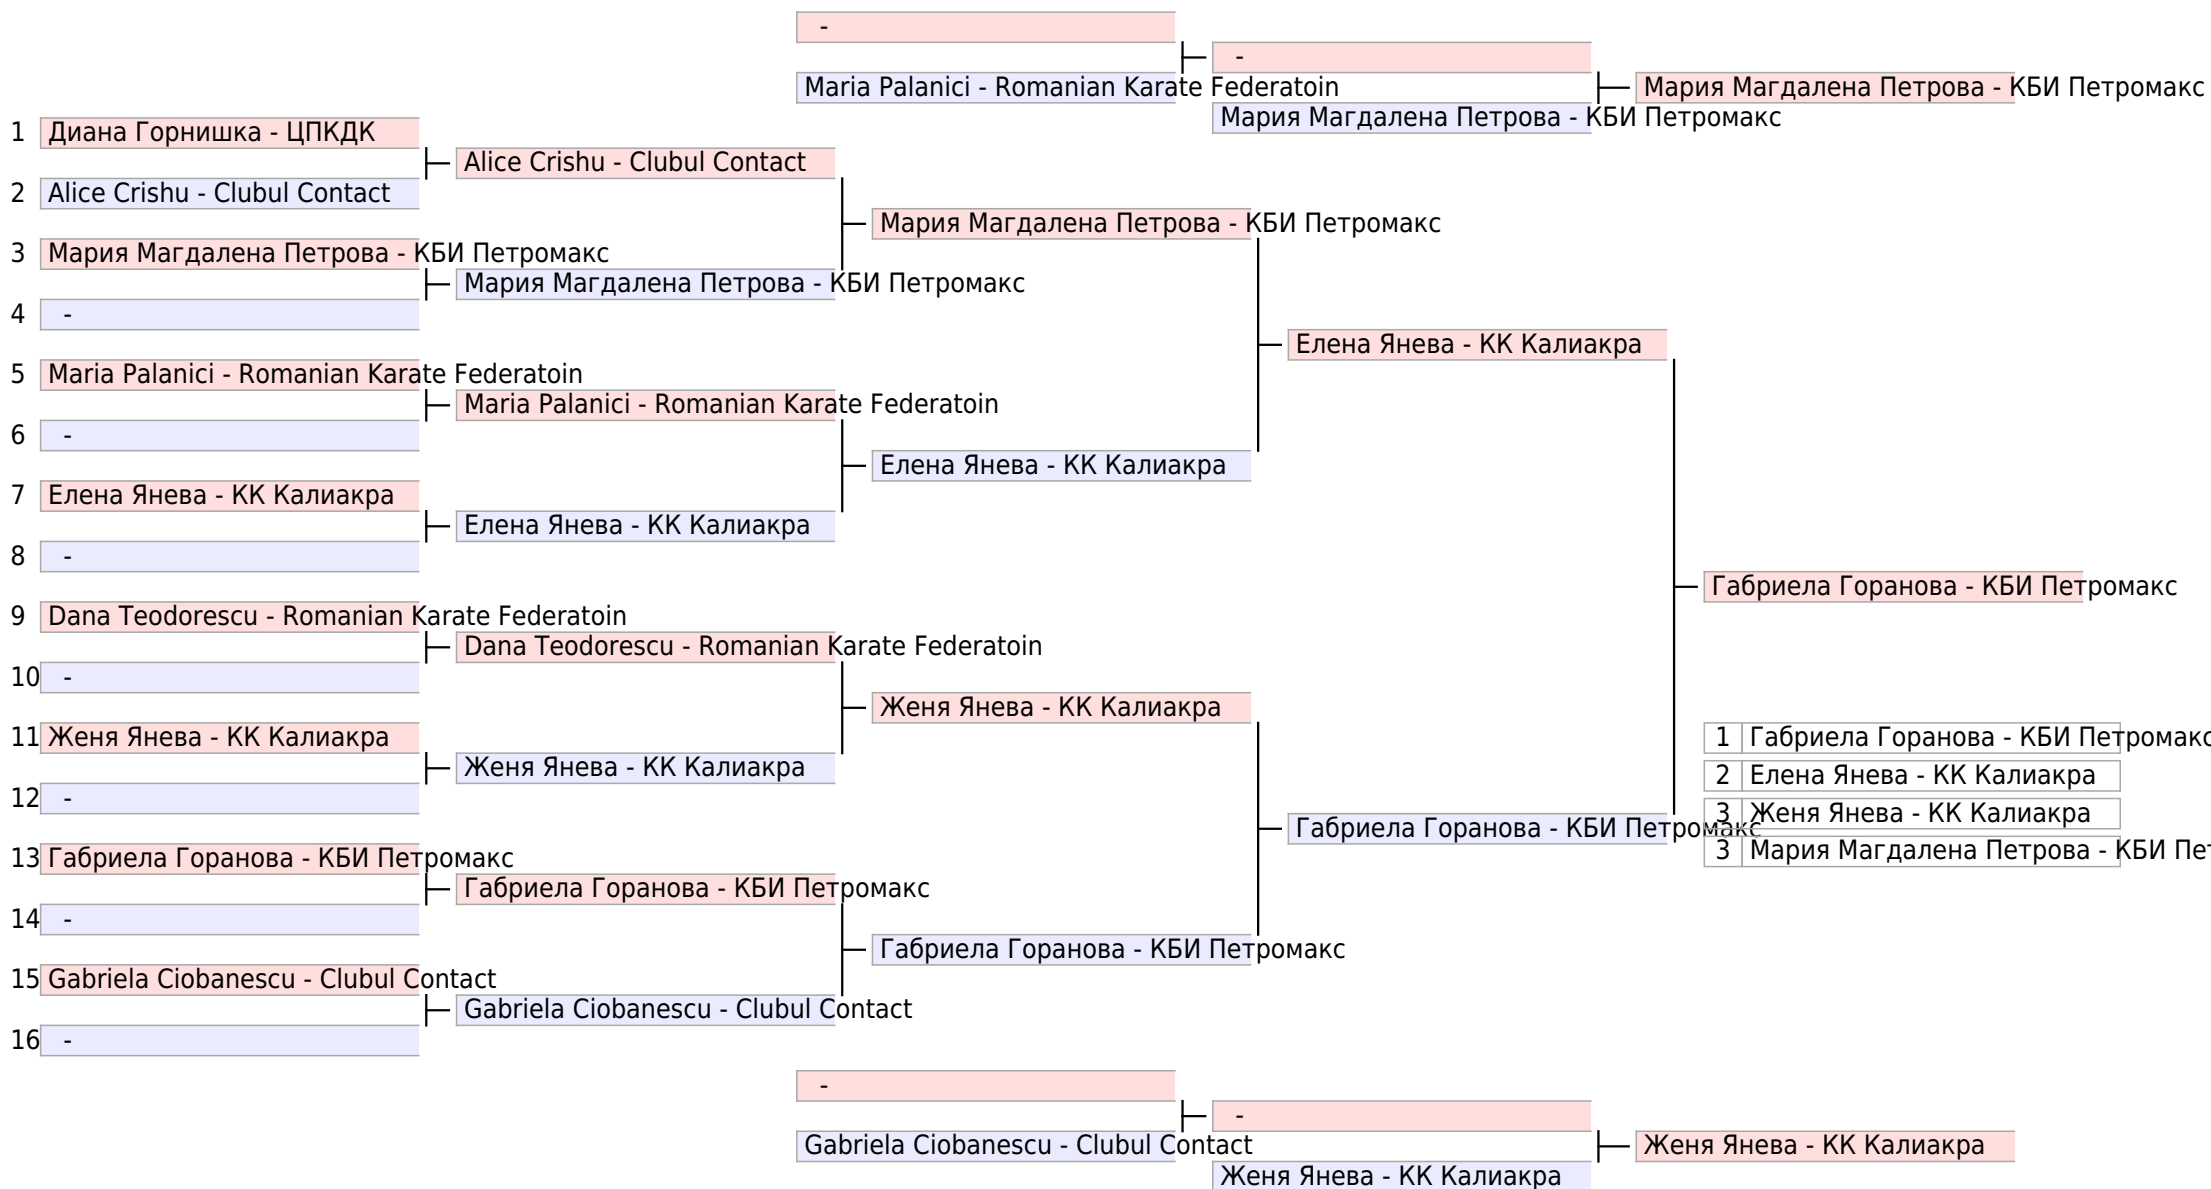 -
-
Maria Palanici - Romanian Karate Federatoin
Мария Магдалена Петрова - КБИ Петромакс
Мария Магдалена Петрова - КБИ Петромакс
1 Диана Горнишка - ЦПКДК
Alice Crishu - Clubul Contact
2 Alice Crishu - Clubul Contact
Мария Магдалена Петрова - КБИ Петромакс
3 Мария Магдалена Петрова - КБИ Петромакс
Мария Магдалена Петрова - КБИ Петромакс
4 -
Елена Янева - КК Калиакра
5 Maria Palanici - Romanian Karate Federatoin
Maria Palanici - Romanian Karate Federatoin
6 -
Елена Янева - КК Калиакра
7 Елена Янева - КК Калиакра
Елена Янева - КК Калиакра
8 -
Габриела Горанова - КБИ Петромакс
9 Dana Teodorescu - Romanian Karate Federatoin
Dana Teodorescu - Romanian Karate Federatoin
10 -
Женя Янева - КК Калиакра
11 Женя Янева - КК Калиакра
1 Габриела Горанова - КБИ Петромакс
Женя Янева - КК Калиакра
2 Елена Янева - КК Калиакра
12 -
3 Женя Янева - КК Калиакра
Габриела Горанова - КБИ Петромакс
3 Мария Магдалена Петрова - КБИ Пет
13 Габриела Горанова - КБИ Петромакс
Габриела Горанова - КБИ Петромакс
14 -
Габриела Горанова - КБИ Петромакс
15 Gabriela Ciobanescu - Clubul Contact
Gabriela Ciobanescu - Clubul Contact
16 -
-
-
Gabriela Ciobanescu - Clubul Contact
Женя Янева - КК Калиакра
Женя Янева - КК Калиакра